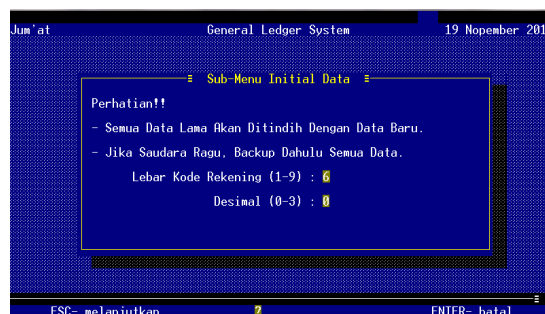 Jum'at General Ledger System 19 Nopember 201
Sub-Menu Initial Data
Perhatian!!
- Semua Data Lama Akan Ditindih Dengan Data Baru.
- Jika Saudara Ragu, Backup Dahulu Semua Data.
Lebar Kode Rekening (1-9) : 6
Desimal (0-3) : 0
ESC- melanjutkan ? ENTER- batal